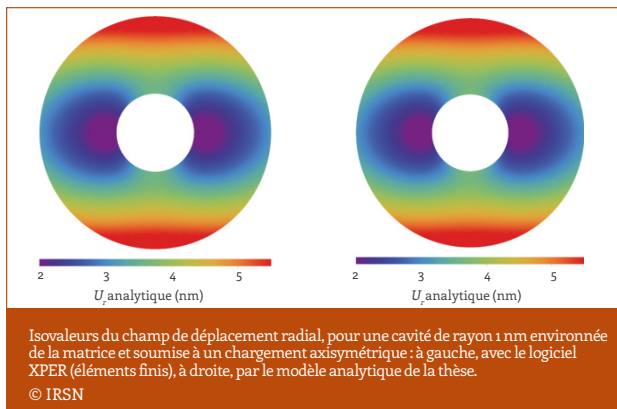 2 3 4 5
U_r analytique (nm)
2 3 4 5
U_r analytique (nm)
Isovaleurs du champ de déplacement radial, pour une cavité de rayon 1 nm environnée
de la matrice et soumise à un chargement axisymétrique : à gauche, avec le logiciel
XPER (éléments finis), à droite, par le modèle analytique de la thèse.
© IRSN